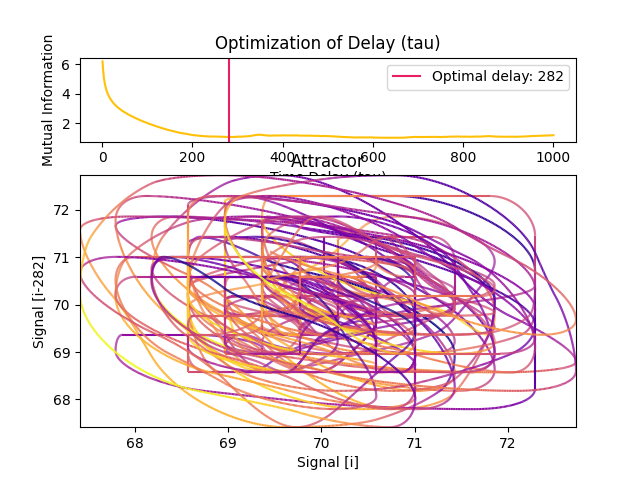 Optimization of Delay (tau)
Mutual Information
6
4
2
Optimal delay: 282
0 200 400 600 800 1000
Time Delay (tau)
Attractor
Signal [i-282]
72
71
70
69
68
68 69 70 71 72
Signal [i]